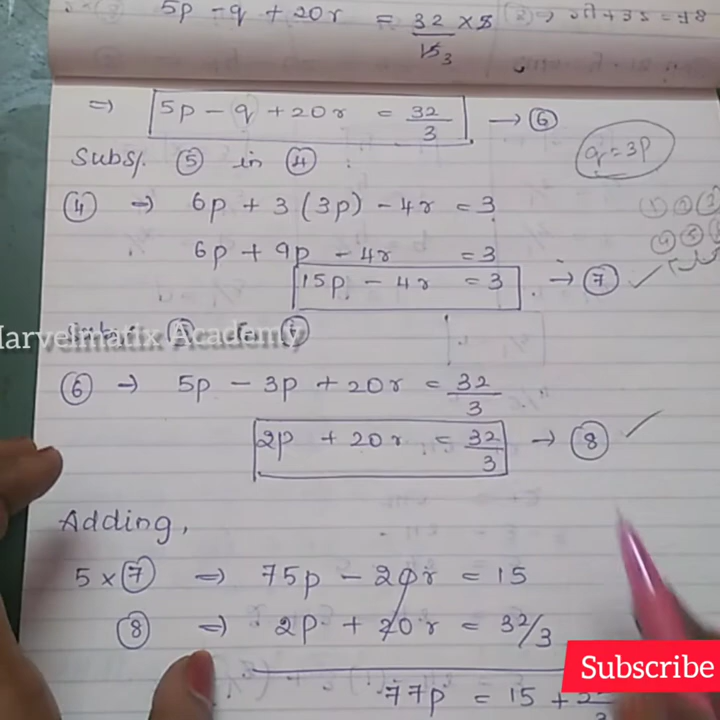 5p - q + 20r = 32 × 5
15 3
⇒ 5p - q + 20r = 32/3 → ⑥
Subs/. ⑤ in ④.
q = 3p
④ ⇒ 6p + 3(3p) - 4r = 3
6p + 9p - 4r = 3
15p - 4r = 3 → ⑦ ✓
Marvelmatix Academy
⑥ → 5p - 3p + 20r = 32/3
2p + 20r = 32/3 → ⑧ ✓
Adding,
5 × ⑦ ⇒ 75p - 20r = 15
⑧ ⇒ 2p + 20r = 32/3
Subscribe
77p = 15 +